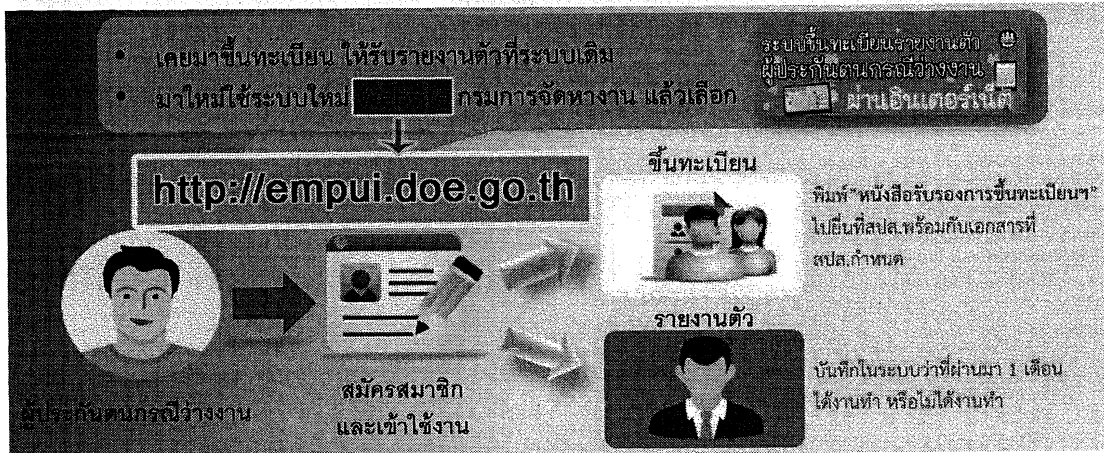 • เคยมาขึ้นทะเบียน ให้รับรายงานตัวที่ระบบเดิม
• มาใหม่ใช้ระบบใหม่ กรมการจัดหางาน แล้วเลือก
ระบบขึ้นทะเบียนรายงานตัว
ผู้ประกันตนกรณีว่างงาน
ผ่านอินเตอร์เน็ต
http://empui.doe.go.th
ขึ้นทะเบียน
พิมพ์"หนังสือรับรองการขึ้นทะเบียนฯ"
ไปยื่นที่สปส.พร้อมกับเอกสารที่
สปส.กำหนด
ผู้ประกันตนกรณีว่างงาน
สมัครสมาชิก
และเข้าใช้งาน
รายงานตัว
บันทึกในระบบว่าที่ผ่านมา 1 เดือน
ได้งานทำ หรือไม่ได้งานทำ